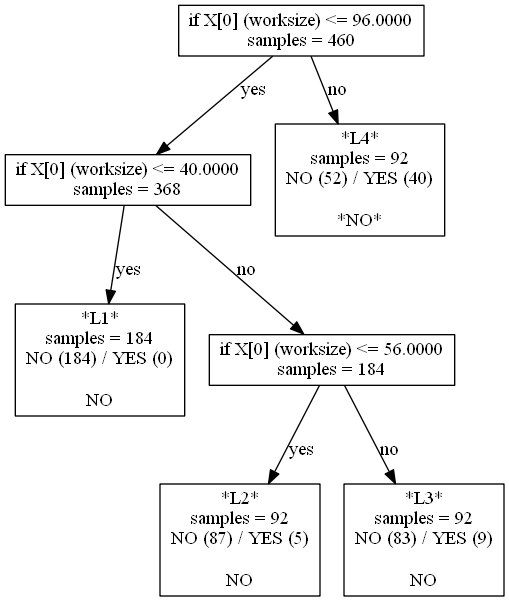 if X[0] (worksize) <= 96.0000
samples = 460
yes
no
*L4*
samples = 92
NO (52) / YES (40)
*NO*
if X[0] (worksize) <= 40.0000
samples = 368
yes
no
*L1*
samples = 184
NO (184) / YES (0)
NO
if X[0] (worksize) <= 56.0000
samples = 184
yes
no
*L2*
samples = 92
NO (87) / YES (5)
NO
*L3*
samples = 92
NO (83) / YES (9)
NO